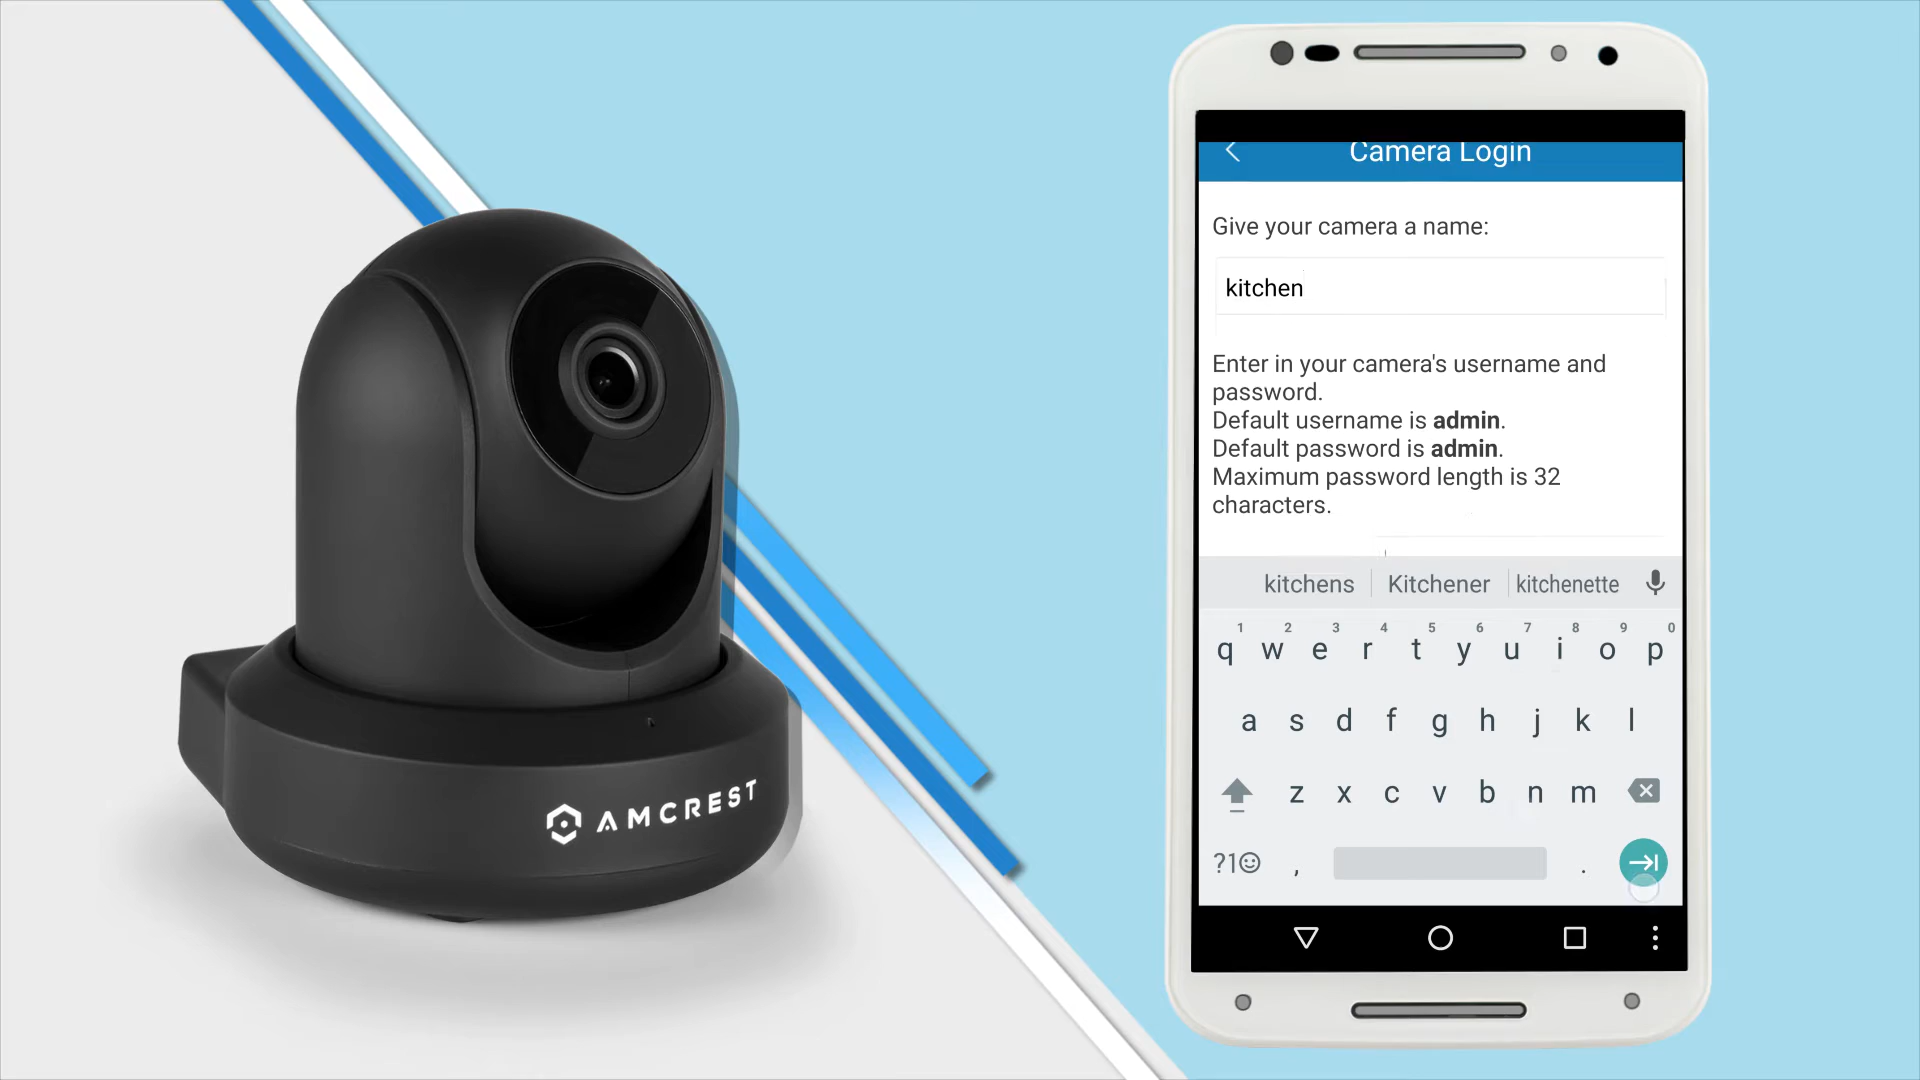 AMCREST
Camera Login
Give your camera a name:
kitchen
Enter in your camera's username and
password.
Default username is admin.
Default password is admin.
Maximum password length is 32
characters.
kitchens Kitchener kitchenette
1 2 3 4 5 6 7 8 9 0
q w e r t y u i o p
a s d f g h j k l
z x c v b n m
?1☺ , .